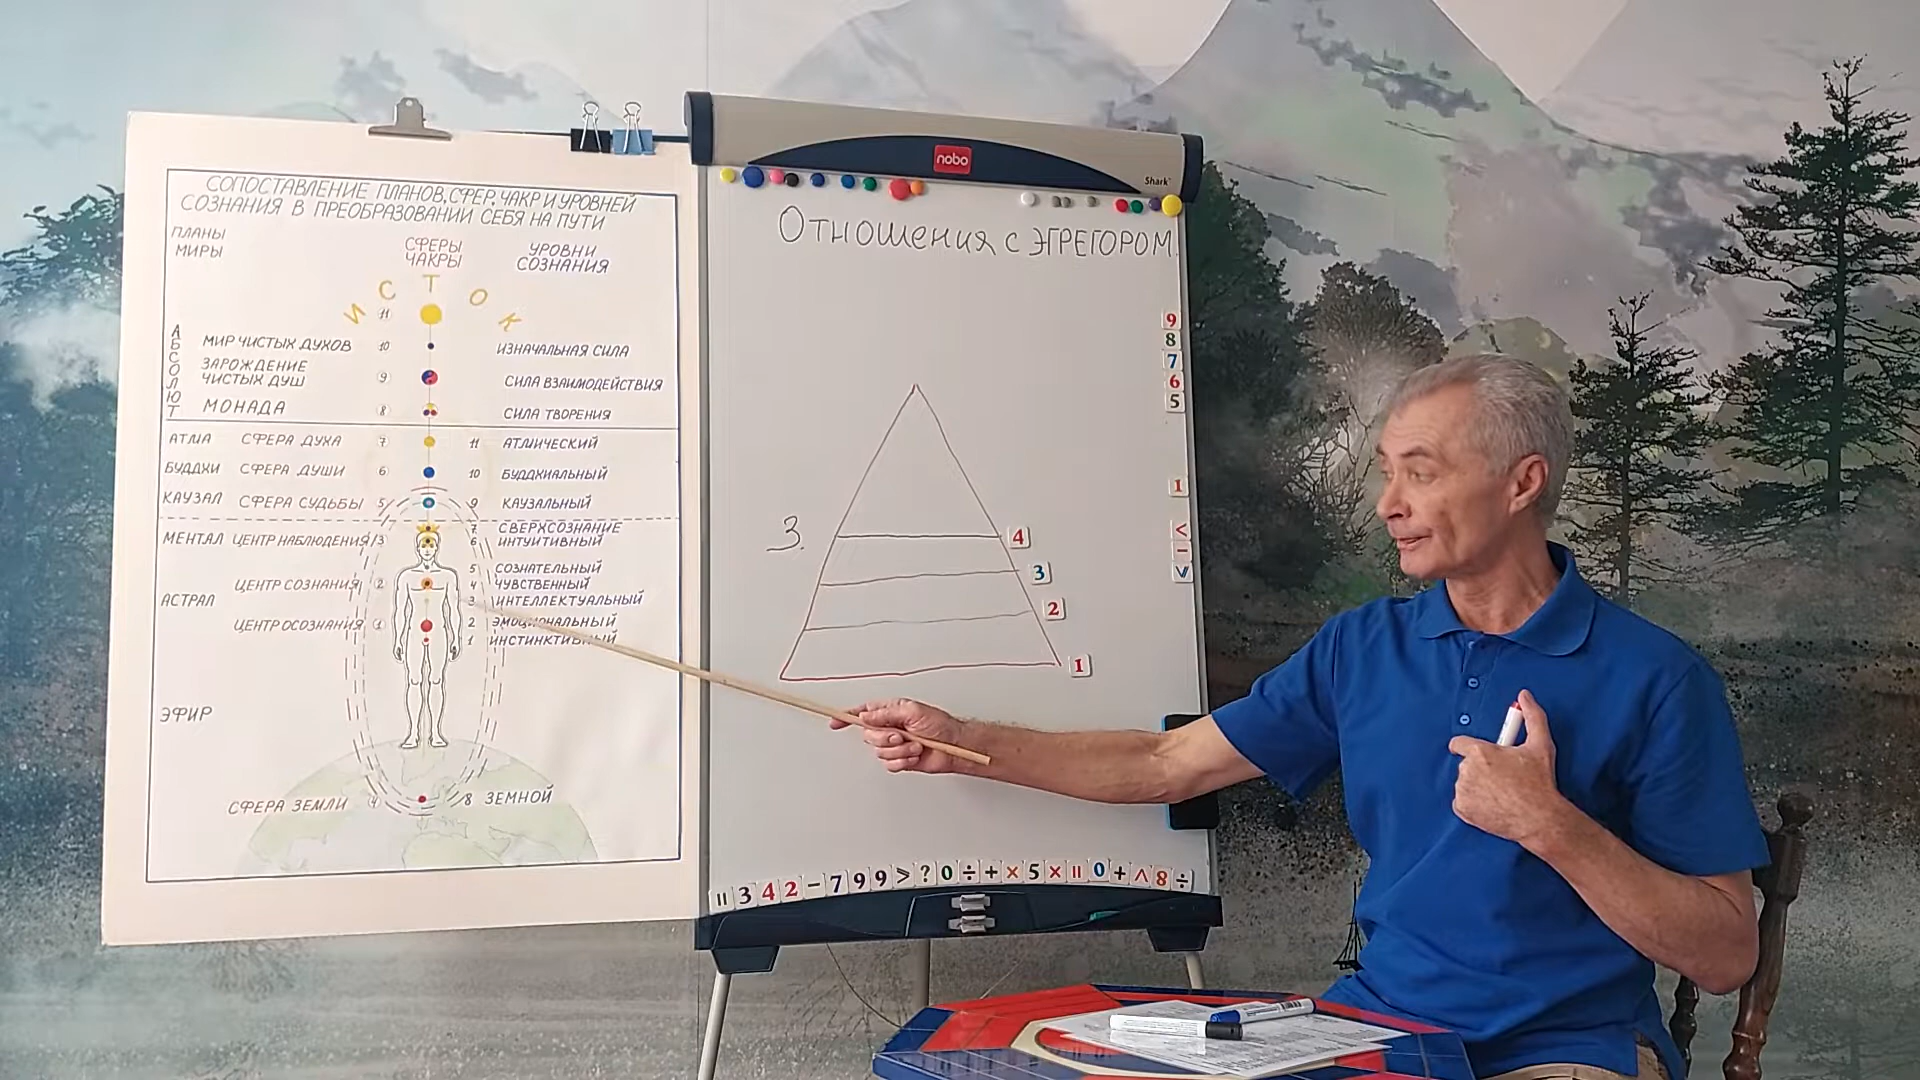 СОПОСТАВЛЕНИЕ ПЛАНОВ, СФЕР, ЧАКР И УРОВНЕЙ
СОЗНАНИЯ В ПРЕОБРАЗОВАНИИ СЕБЯ НА ПУТИ
ПЛАНЫ
МИРЫ
СФЕРЫ
ЧАКРЫ
УРОВНИ
СОЗНАНИЯ
ИСТОК
11
АБСОЛЮТ
МИР ЧИСТЫХ ДУХОВ 10 ИЗНАЧАЛЬНАЯ СИЛА
ЗАРОЖДЕНИЕ
ЧИСТЫХ ДУШ 9 СИЛА ВЗАИМОДЕЙСТВИЯ
МОНАДА 8 СИЛА ТВОРЕНИЯ
АТМА СФЕРА ДУХА 7 11 АТМИЧЕСКИЙ
БУДДХИ СФЕРА ДУШИ 6 10 БУДДХИАЛЬНЫЙ
КАУЗАЛ СФЕРА СУДЬБЫ 5 9 КАУЗАЛЬНЫЙ
7 СВЕРХСОЗНАНИЕ
МЕНТАЛ ЦЕНТР НАБЛЮДЕНИЯ 3 6 ИНТУИТИВНЫЙ
5 СОЗНАТЕЛЬНЫЙ
ЦЕНТР СОЗНАНИЯ 2 4 ЧУВСТВЕННЫЙ
АСТРАЛ 3 ИНТЕЛЛЕКТУАЛЬНЫЙ
ЦЕНТР ОСОЗНАНИЯ 1 2 ЭМОЦИОНАЛЬНЫЙ
1 ИНСТИНКТИВНЫЙ
ЭФИР
СФЕРА ЗЕМЛИ 4 8 ЗЕМНОЙ
nobo
Shark
Отношения с ЭГРЕГОРОМ.
9
8
7
6
5
1
<
–
3.
4
3
2
1
= 3 4 2 – 7 9 9 > ? 0 ÷ + × 5 × = 0 + ^ 8 ÷